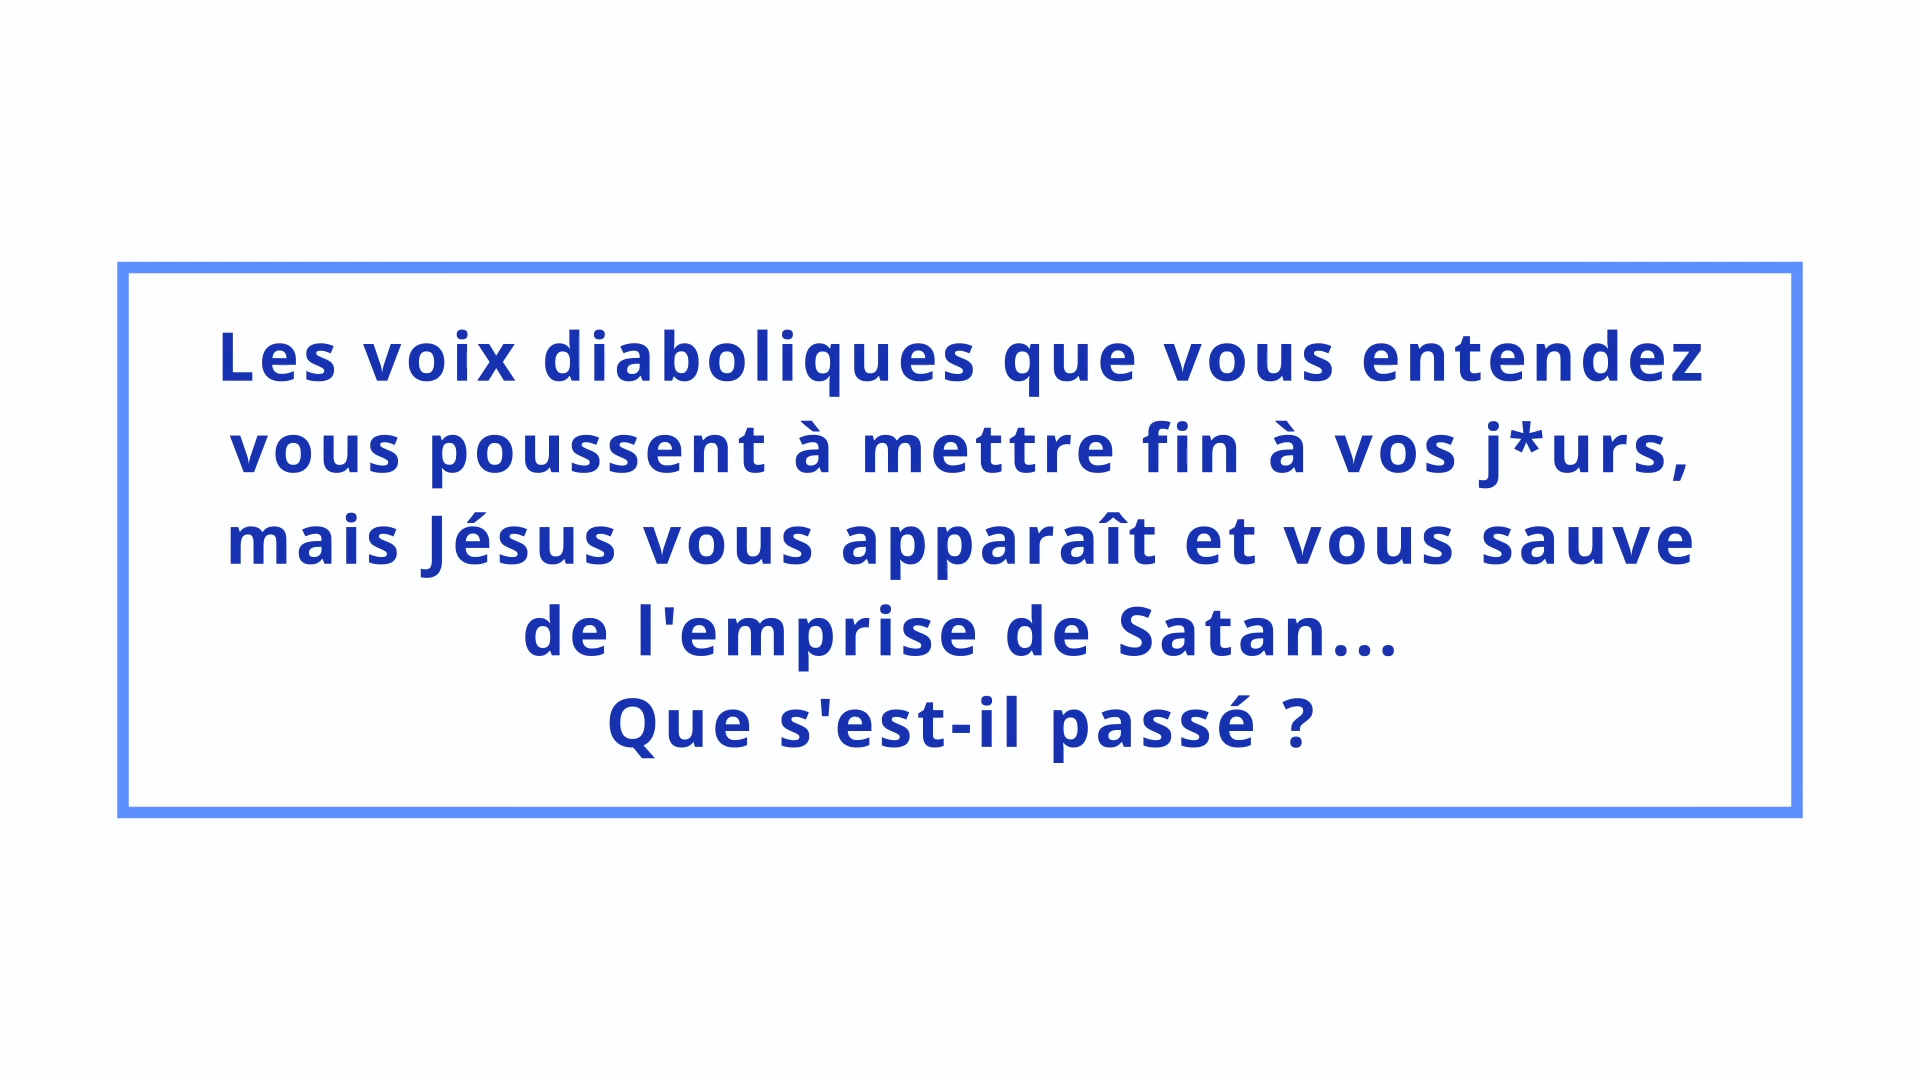 Les voix diaboliques que vous entendez
vous poussent à mettre fin à vos j*urs,
mais Jésus vous apparaît et vous sauve
de l'emprise de Satan...
Que s'est-il passé ?